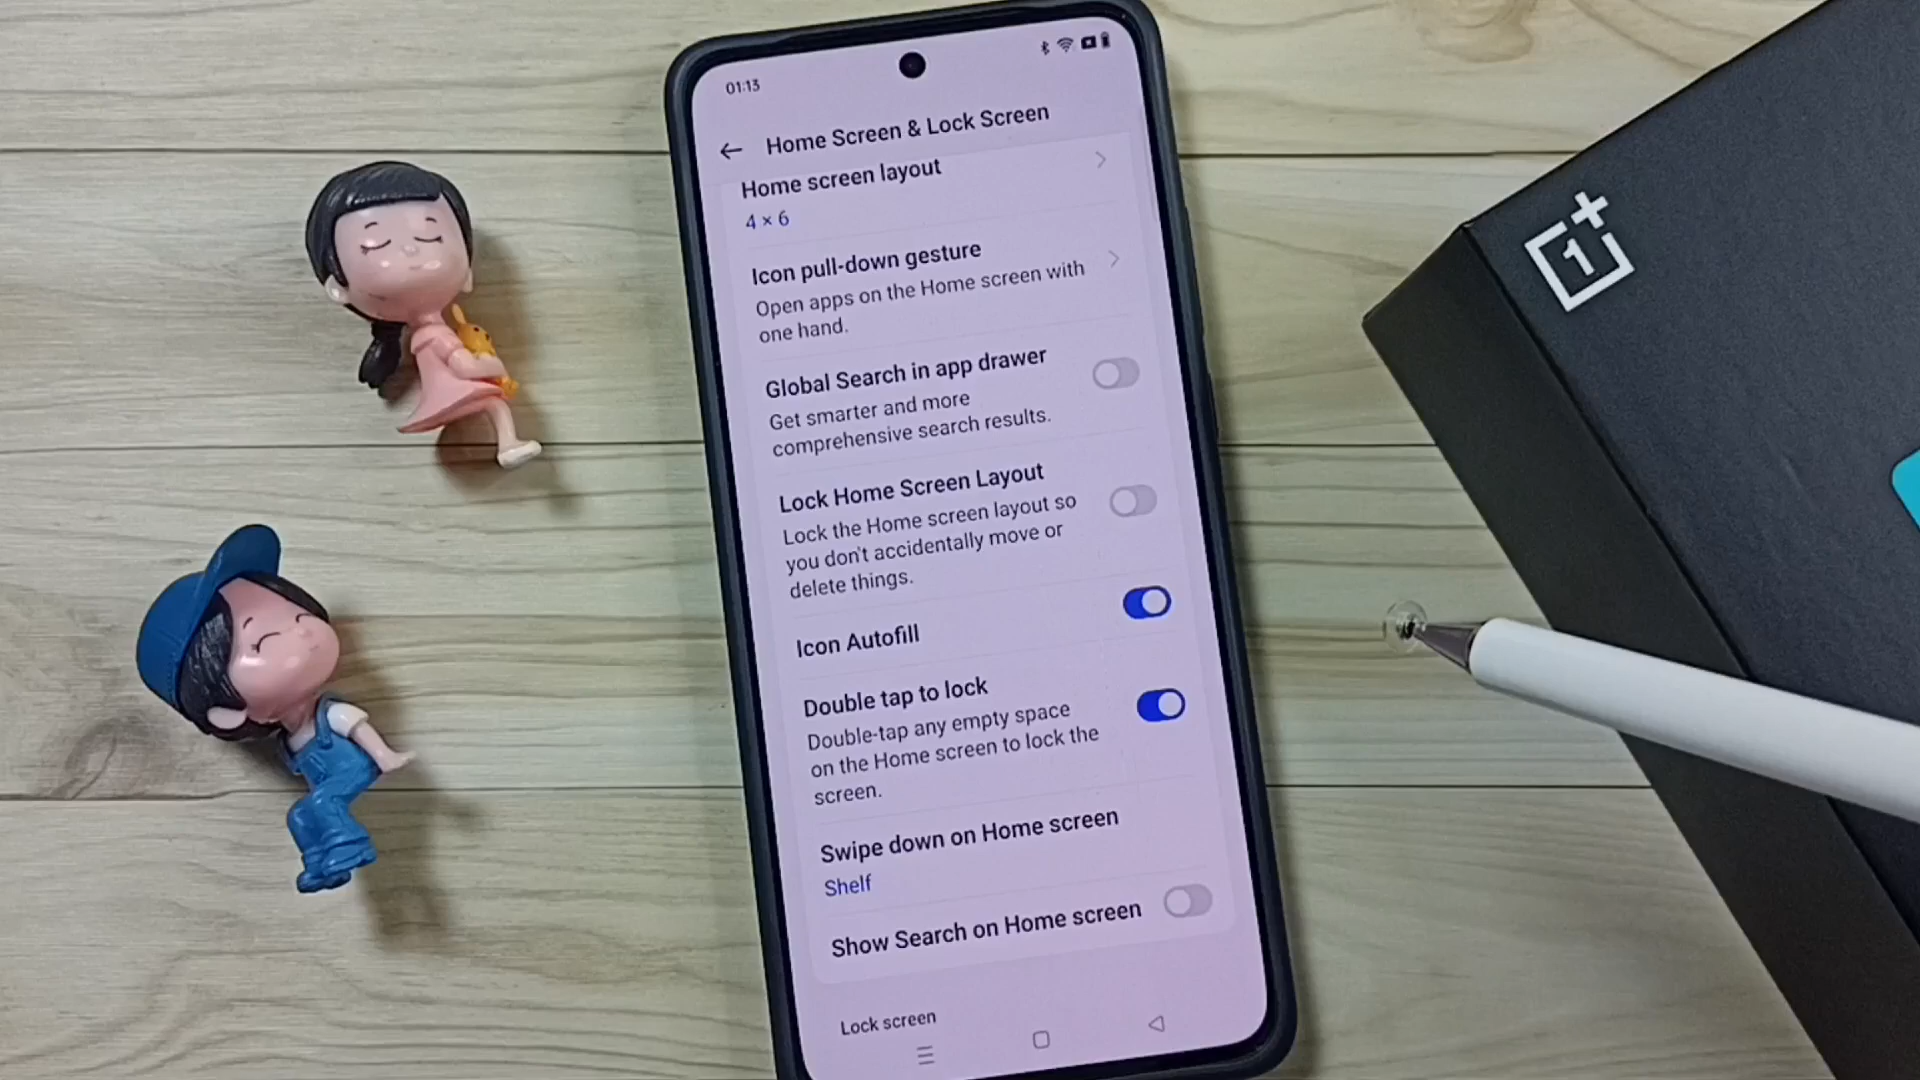 01:13
Home Screen & Lock Screen
Home screen layout
4 × 6
Icon pull-down gesture
Open apps on the Home screen with
one hand.
Global Search in app drawer
Get smarter and more
comprehensive search results.
Lock Home Screen Layout
Lock the Home screen layout so
you don't accidentally move or
delete things.
Icon Autofill
Double tap to lock
Double-tap any empty space
on the Home screen to lock the
screen.
Swipe down on Home screen
Shelf
Show Search on Home screen
Lock screen
1+